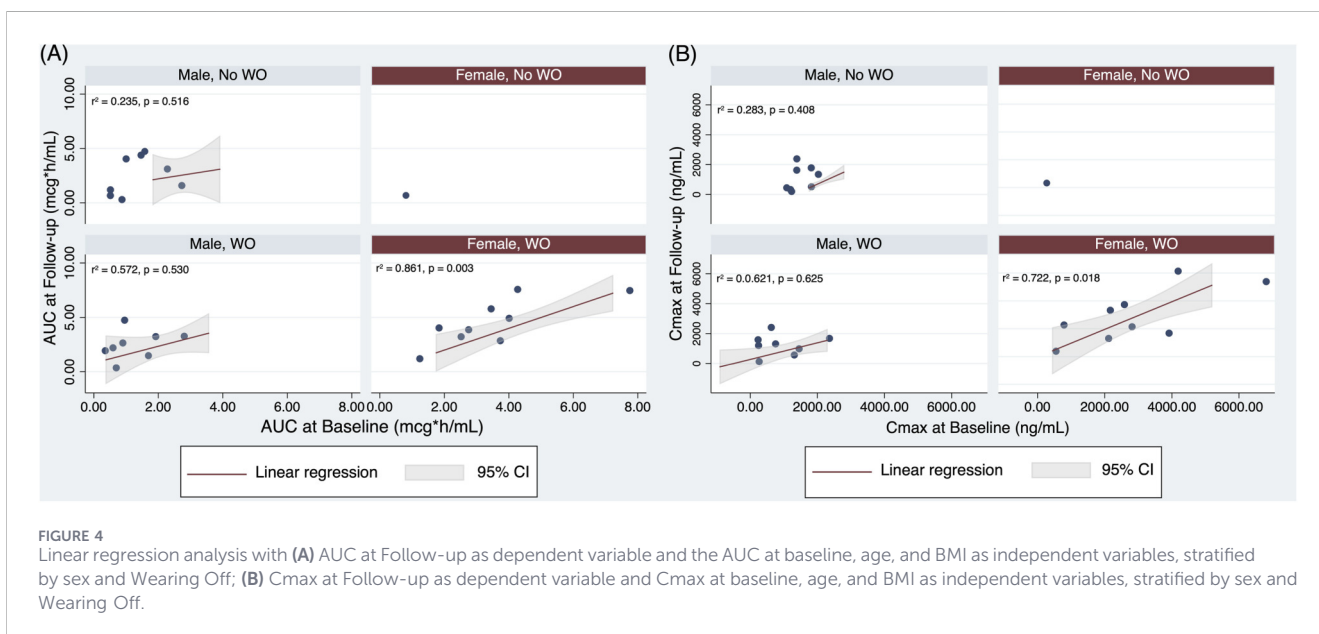 (A)
Male, No WO
Female, No WO
r² = 0.235, p = 0.516
10.00
5.00
0.00
Male, WO
Female, WO
r² = 0.572, p = 0.530
r² = 0.861, p = 0.003
10.00
5.00
0.00
AUC at Follow-up (mcg*h/mL)
0.00 2.00 4.00 6.00 8.00 0.00 2.00 4.00 6.00 8.00
AUC at Baseline (mcg*h/mL)
Linear regression 95% CI
(B)
Male, No WO
Female, No WO
r² = 0.283, p = 0.408
6000
4000
2000
0
Male, WO
Female, WO
r² = 0.0.621, p = 0.625
r² = 0.722, p = 0.018
6000
4000
2000
0
Cmax at Follow-up (ng/mL)
0.00 2000.00 4000.00 6000.00 0.00 2000.00 4000.00 6000.00
Cmax at Baseline (ng/mL)
Linear regression 95% CI
FIGURE 4
Linear regression analysis with (A) AUC at Follow-up as dependent variable and the AUC at baseline, age, and BMI as independent variables, stratified
by sex and Wearing Off; (B) Cmax at Follow-up as dependent variable and Cmax at baseline, age, and BMI as independent variables, stratified by sex and
Wearing Off.